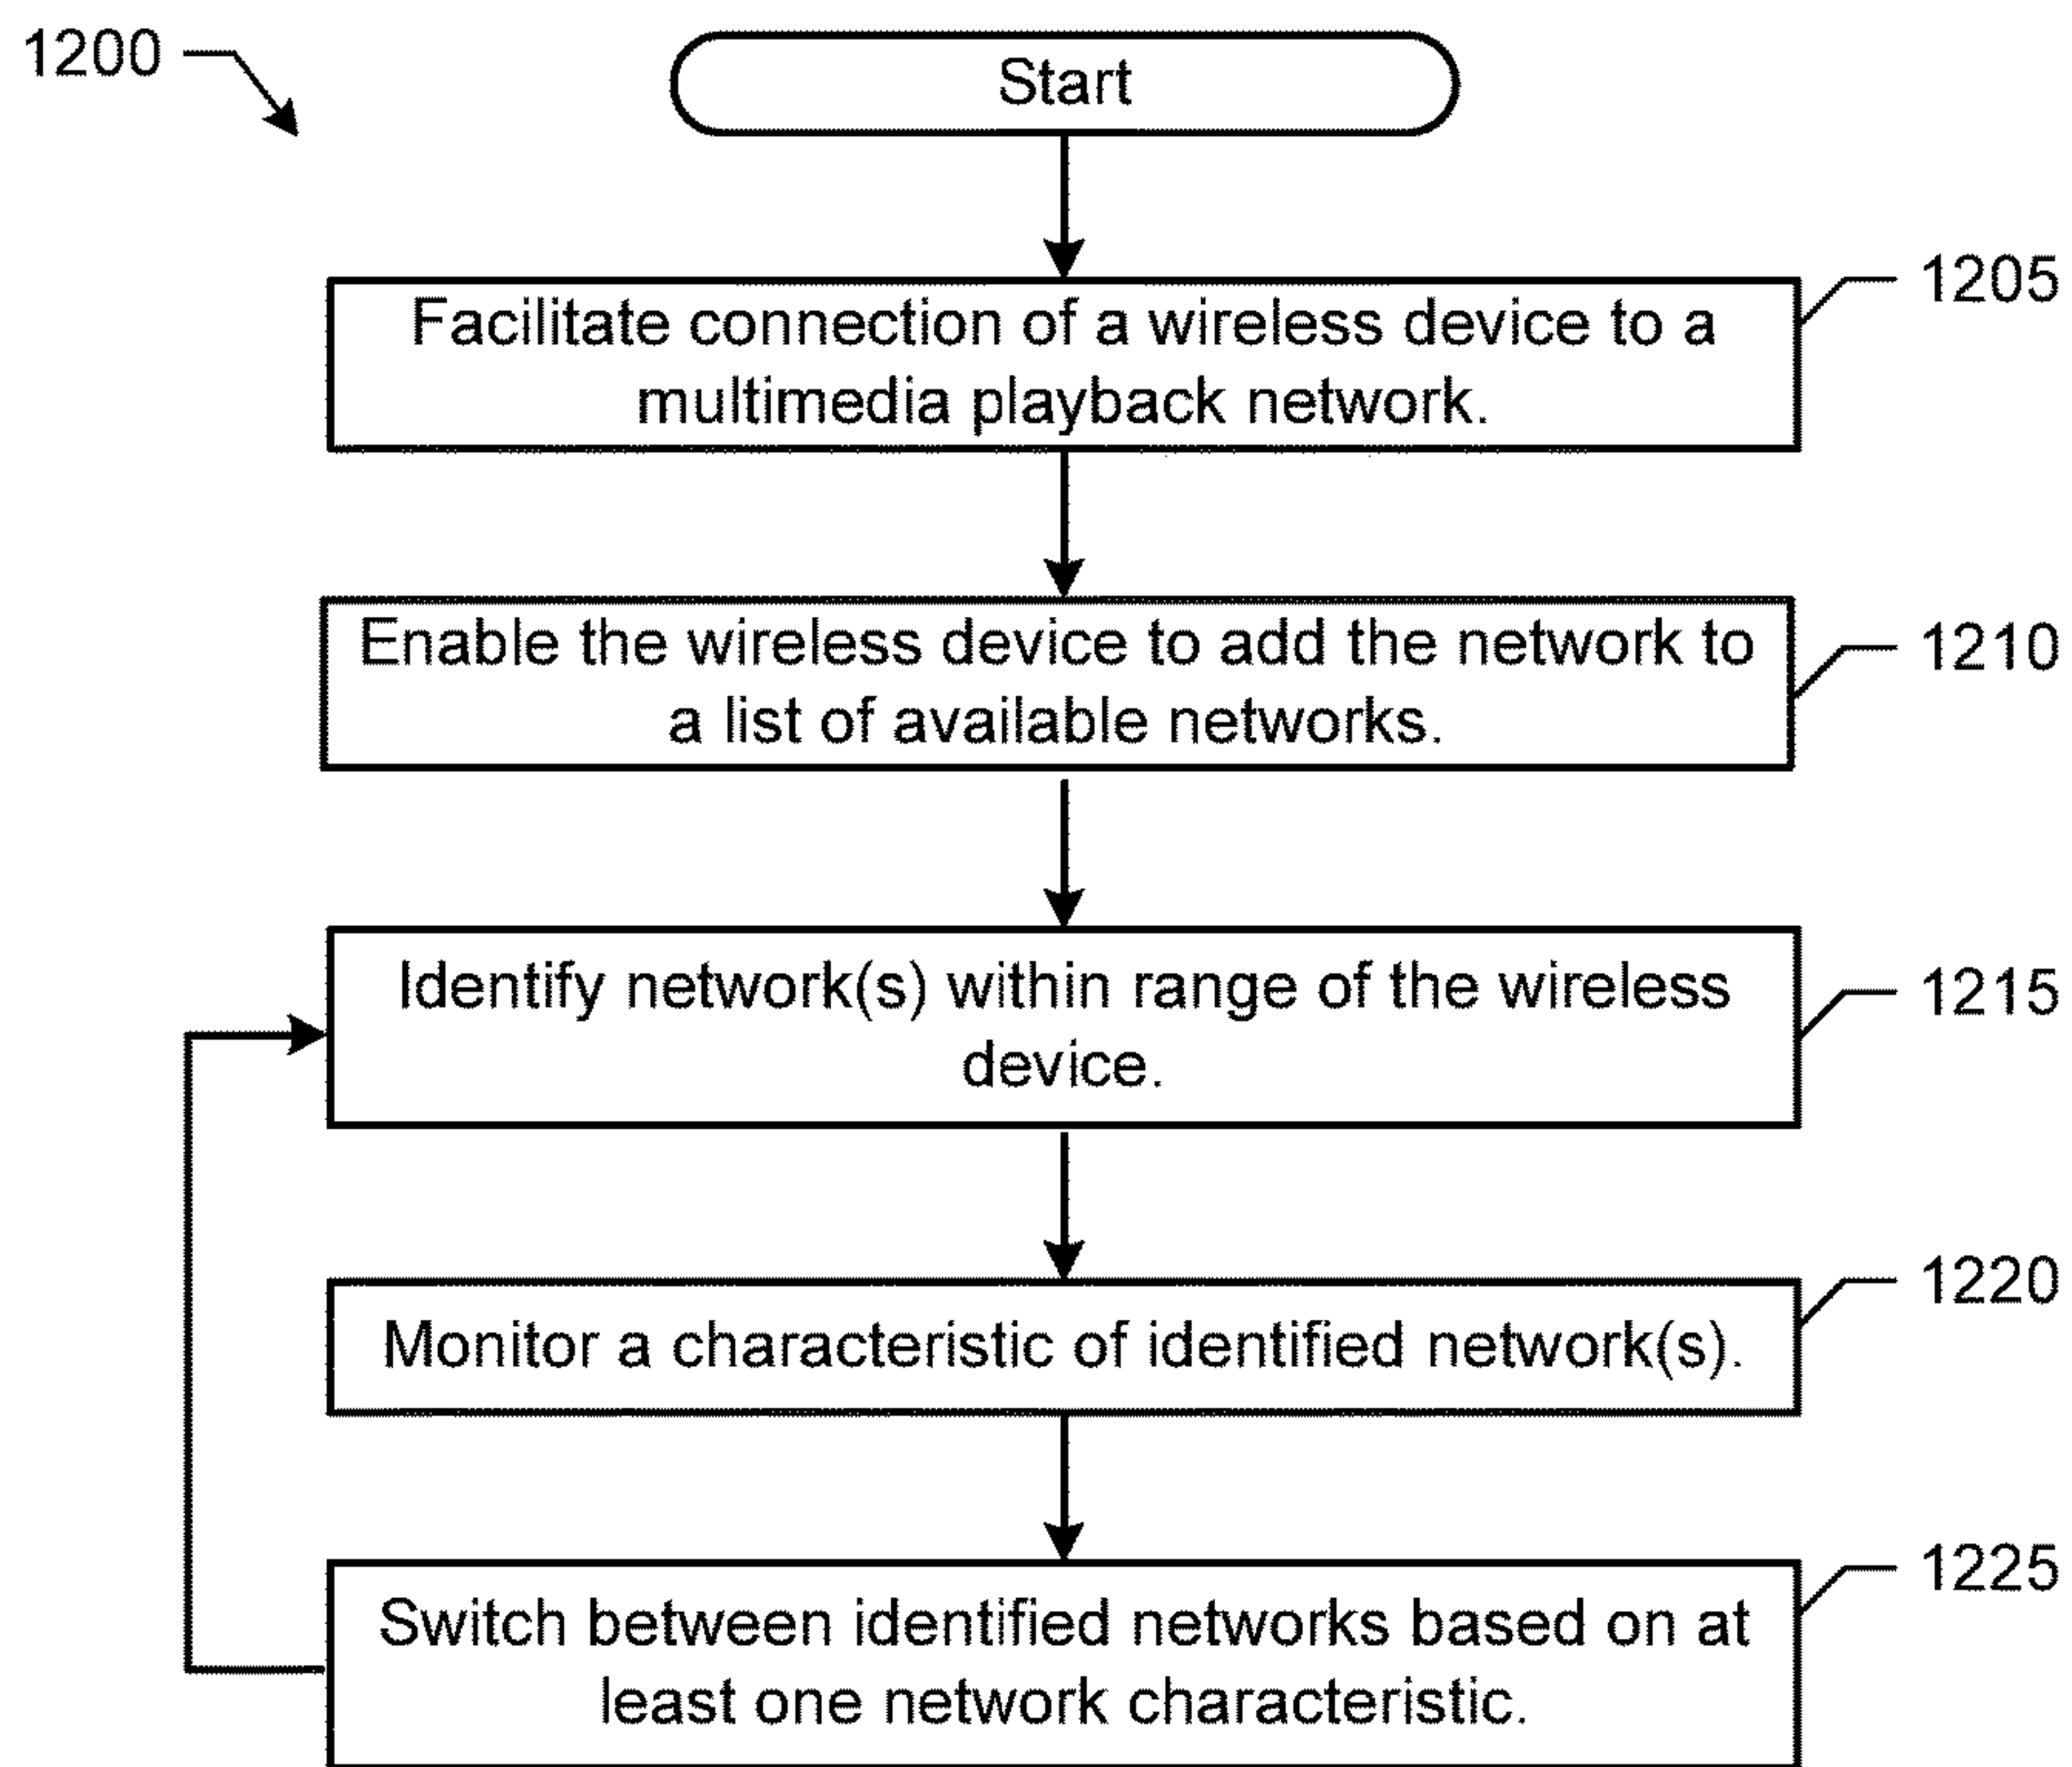 1200
Start
1205
Facilitate connection of a wireless device to a
multimedia playback network.
1210
Enable the wireless device to add the network to
a list of available networks.
1215
Identify network(s) within range of the wireless
device.
1220
Monitor a characteristic of identified network(s).
1225
Switch between identified networks based on at
least one network characteristic.